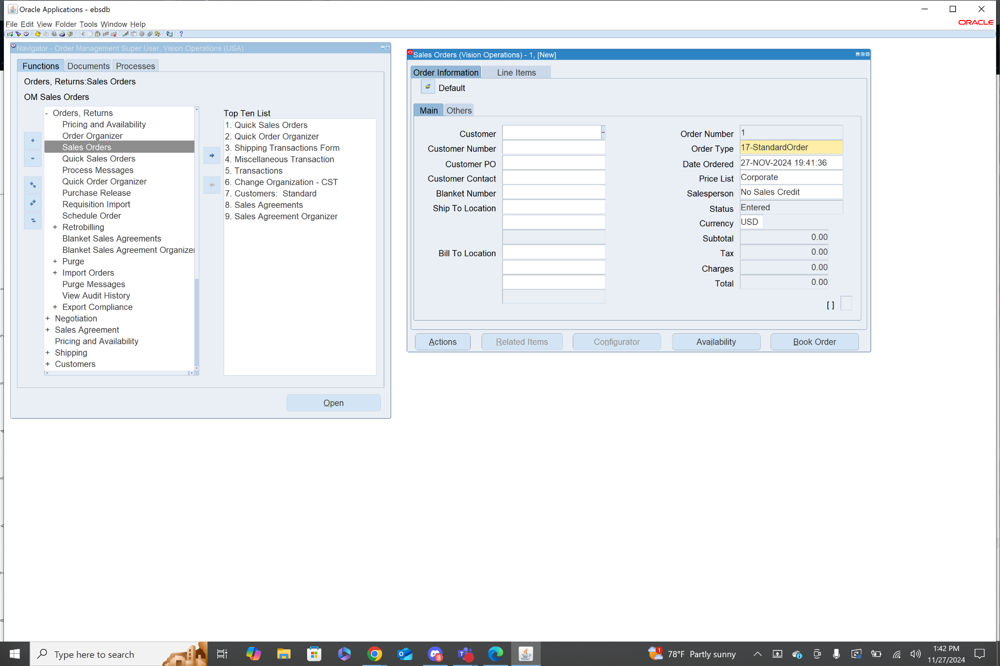 Oracle Applications - ebsdb
File Edit View Folder Tools Window Help
ORACLE
Navigator - Order Management Super User, Vision Operations (USA)
Functions Documents Processes
Orders, Returns:Sales Orders
OM Sales Orders
- Orders, Returns
Pricing and Availability
Order Organizer
Sales Orders
Quick Sales Orders
Process Messages
Quick Order Organizer
Purchase Release
Requisition Import
Schedule Order
+ Retrobilling
Blanket Sales Agreements
Blanket Sales Agreement Organizer
+ Purge
+ Import Orders
Purge Messages
View Audit History
+ Export Compliance
+ Negotiation
+ Sales Agreement
Pricing and Availability
+ Shipping
+ Customers
Top Ten List
1. Quick Sales Orders
2. Quick Order Organizer
3. Shipping Transactions Form
4. Miscellaneous Transaction
5. Transactions
6. Change Organization - CST
7. Customers: Standard
8. Sales Agreements
9. Sales Agreement Organizer
Open
Sales Orders (Vision Operations) - 1, [New]
Order Information Line Items
Default
Main Others
Customer
Customer Number
Customer PO
Customer Contact
Blanket Number
Ship To Location
Bill To Location
Order Number 1
Order Type 17-StandardOrder
Date Ordered 27-NOV-2024 19:41:36
Price List Corporate
Salesperson No Sales Credit
Status Entered
Currency USD
Subtotal 0.00
Tax 0.00
Charges 0.00
Total 0.00
[ ]
Actions Related Items Configurator Availability Book Order
Type here to search
8
1
78°F Partly sunny
1:42 PM
11/27/2024